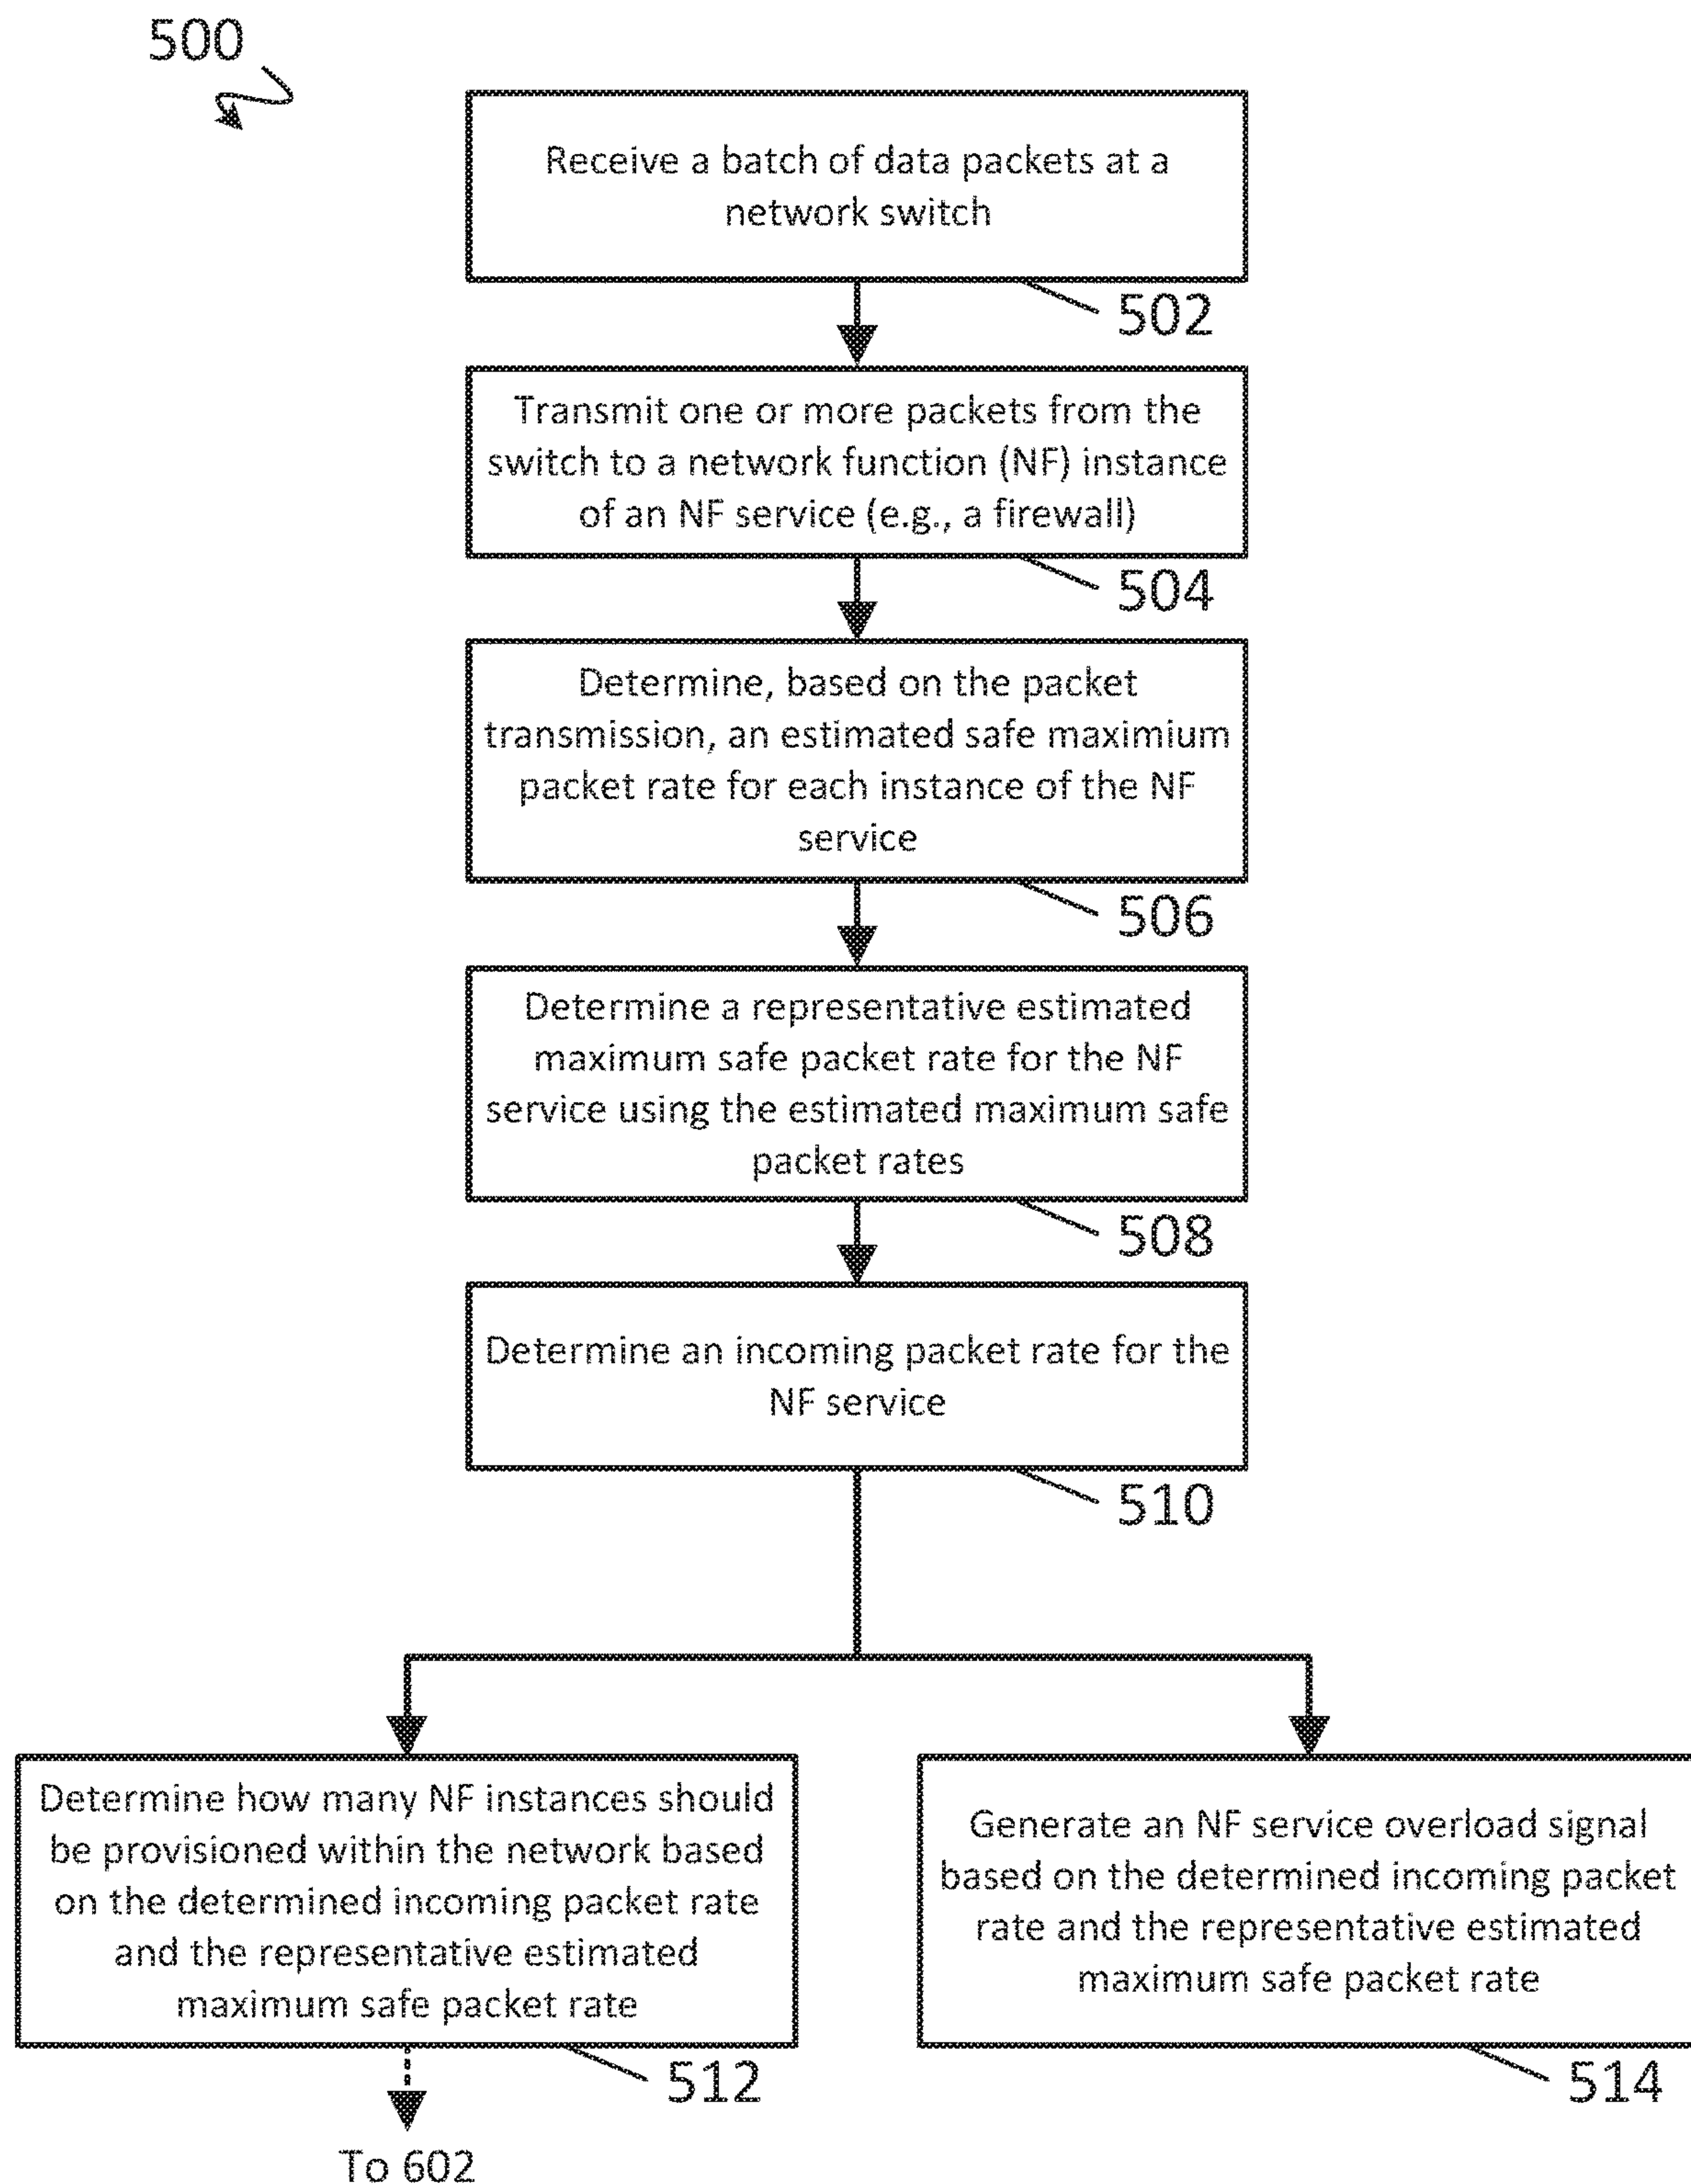 500
Receive a batch of data packets at a
network switch
502
Transmit one or more packets from the
switch to a network function (NF) instance
of an NF service (e.g., a firewall)
504
Determine, based on the packet
transmission, an estimated safe maximium
packet rate for each instance of the NF
service
506
Determine a representative estimated
maximum safe packet rate for the NF
service using the estimated maximum safe
packet rates
508
Determine an incoming packet rate for the
NF service
510
Determine how many NF instances should
be provisioned within the network based
on the determined incoming packet rate
and the representative estimated
maximum safe packet rate
512
To 602
Generate an NF service overload signal
based on the determined incoming packet
rate and the representative estimated
maximum safe packet rate
514